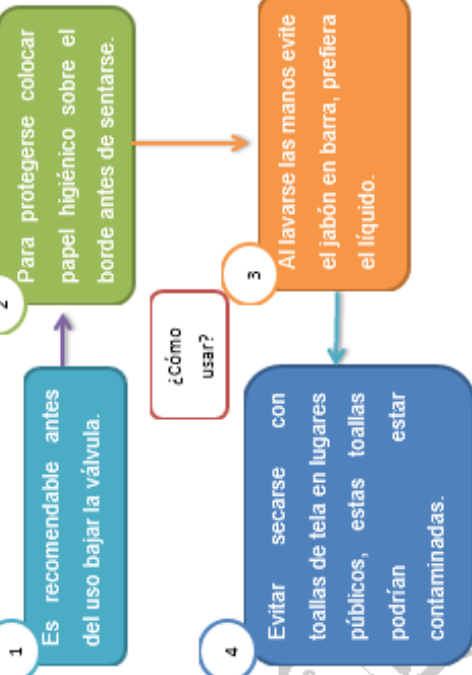 1
Es recomendable antes
del uso bajar la válvula.
2
Para protegerse colocar
papel higiénico sobre el
borde antes de sentarse.
¿Cómo
usar?
3
Al lavarse las manos evite
el jabón en barra, prefiera
el líquido.
4
Evitar secarse con
toallas de tela en lugares
públicos, estas toallas
podrían estar
contaminadas.